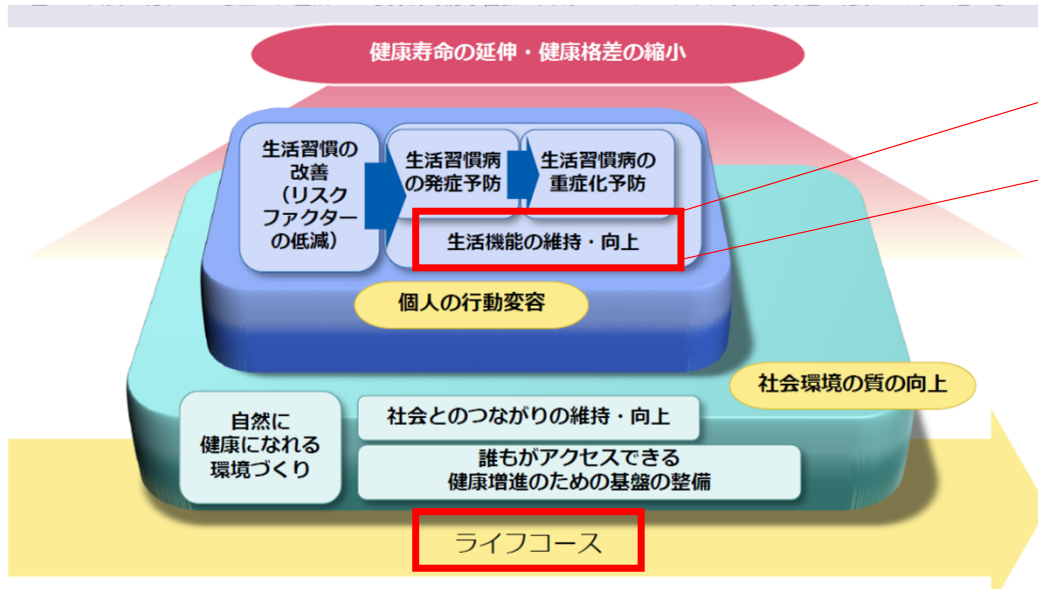 健康寿命の延伸・健康格差の縮小
生活習慣の
改善
（リスク
ファクター
の低減）
生活習慣病
の発症予防
生活習慣病の
重症化予防
生活機能の維持・向上
個人の行動変容
社会環境の質の向上
自然に
健康になれる
環境づくり
社会とのつながりの維持・向上
誰もがアクセスできる
健康増進のための基盤の整備
ライフコース